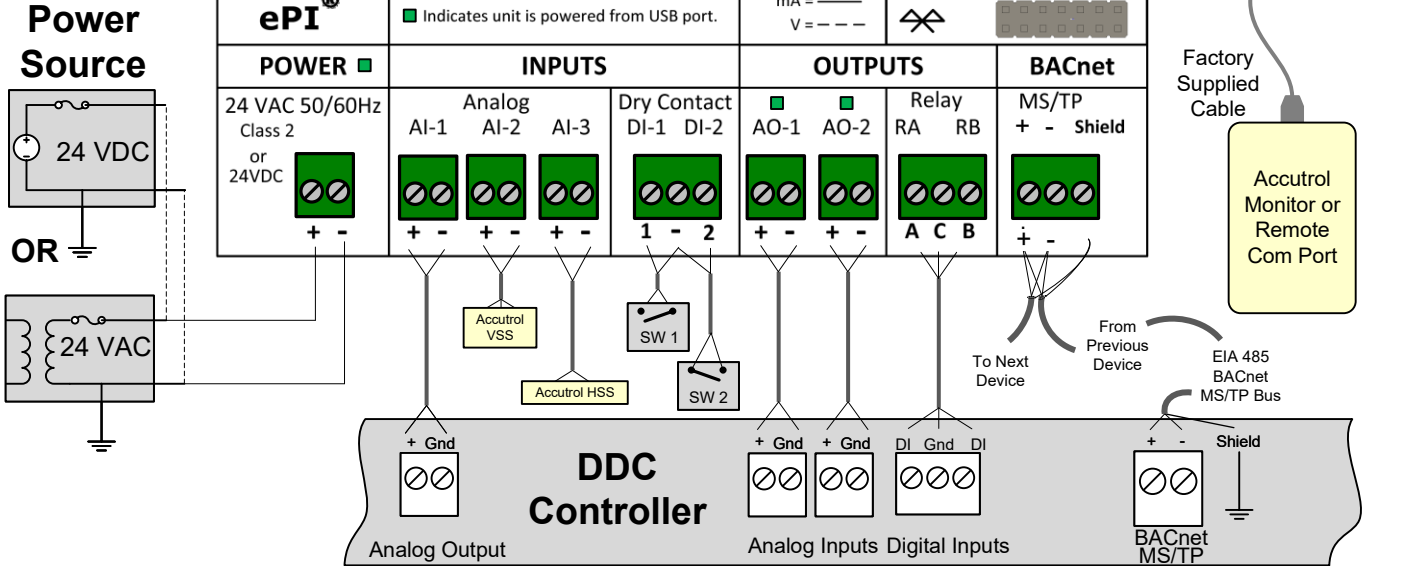 Power
Source
24 VDC
OR
24 VAC
ePI®
Indicates unit is powered from USB port.
mA =
V =
POWER
INPUTS
OUTPUTS
BACnet
24 VAC 50/60Hz
Class 2
or
24VDC
+ -
Analog
AI-1 AI-2 AI-3
+ - + - + -
Dry Contact
DI-1 DI-2
1 - 2
AO-1 AO-2
+ - + -
Relay
RA RB
A C B
MS/TP
+ - Shield
+ -
Factory
Supplied
Cable
Accutrol
Monitor or
Remote
Com Port
Accutrol
VSS
Accutrol HSS
SW 1
SW 2
To Next
Device
From
Previous
Device
EIA 485
BACnet
MS/TP Bus
+ Gnd
Analog Output
DDC
Controller
+ Gnd + Gnd
Analog Inputs
DI Gnd DI
Digital Inputs
+ - Shield
BACnet
MS/TP